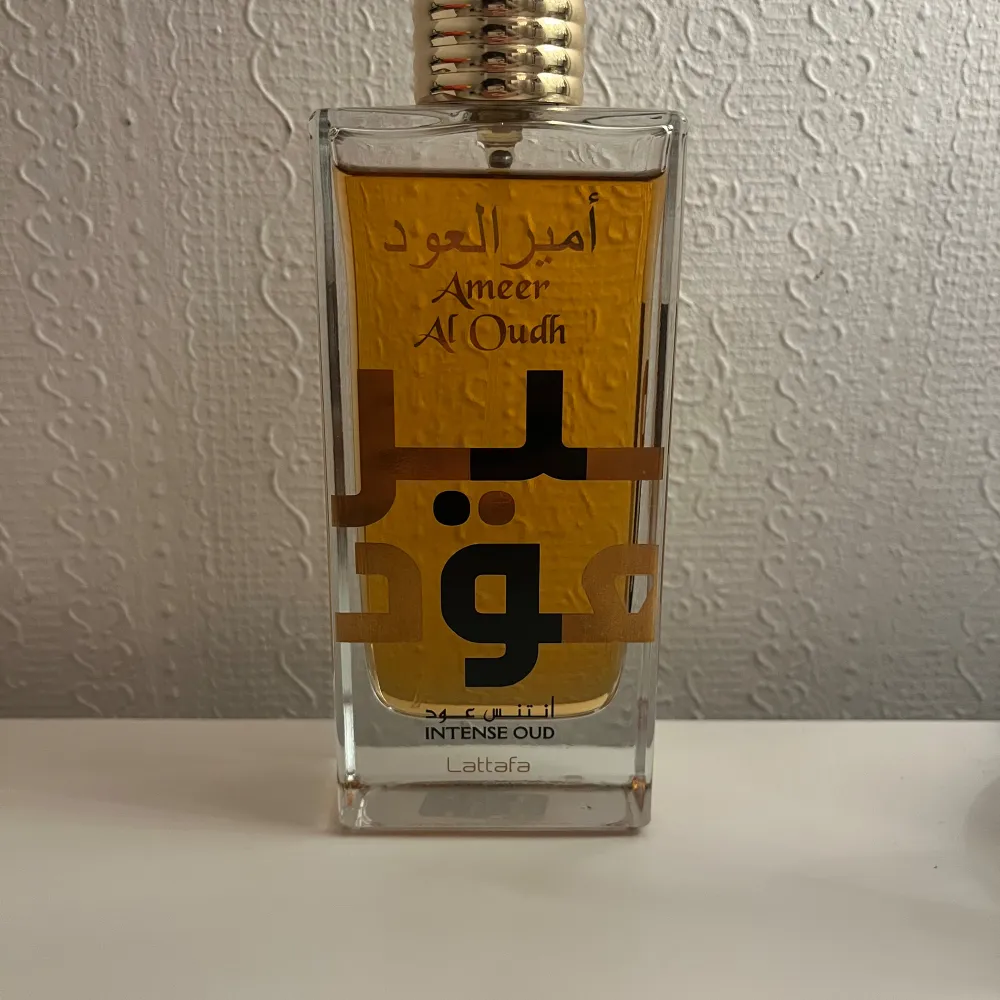 أمير العود
Ameer
Al Oudh
انتنس عود
INTENSE OUD
Lattafa